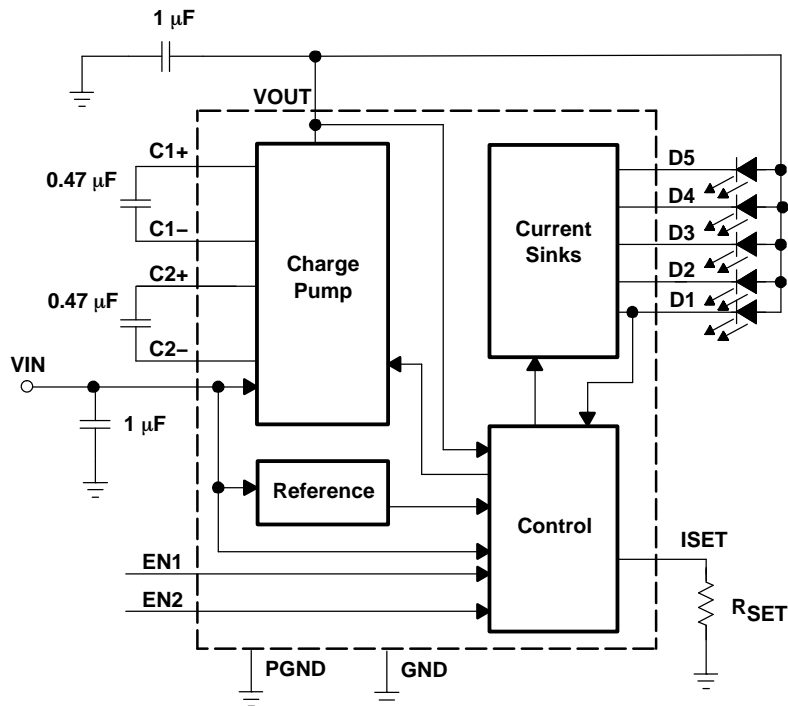 1 μF
VOUT
C1+
0.47 μF
C1−
C2+
0.47 μF
C2−
VIN
1 μF
Charge
Pump
Current
Sinks
D5
D4
D3
D2
D1
Reference
Control
ISET
RSET
EN1
EN2
PGND
GND